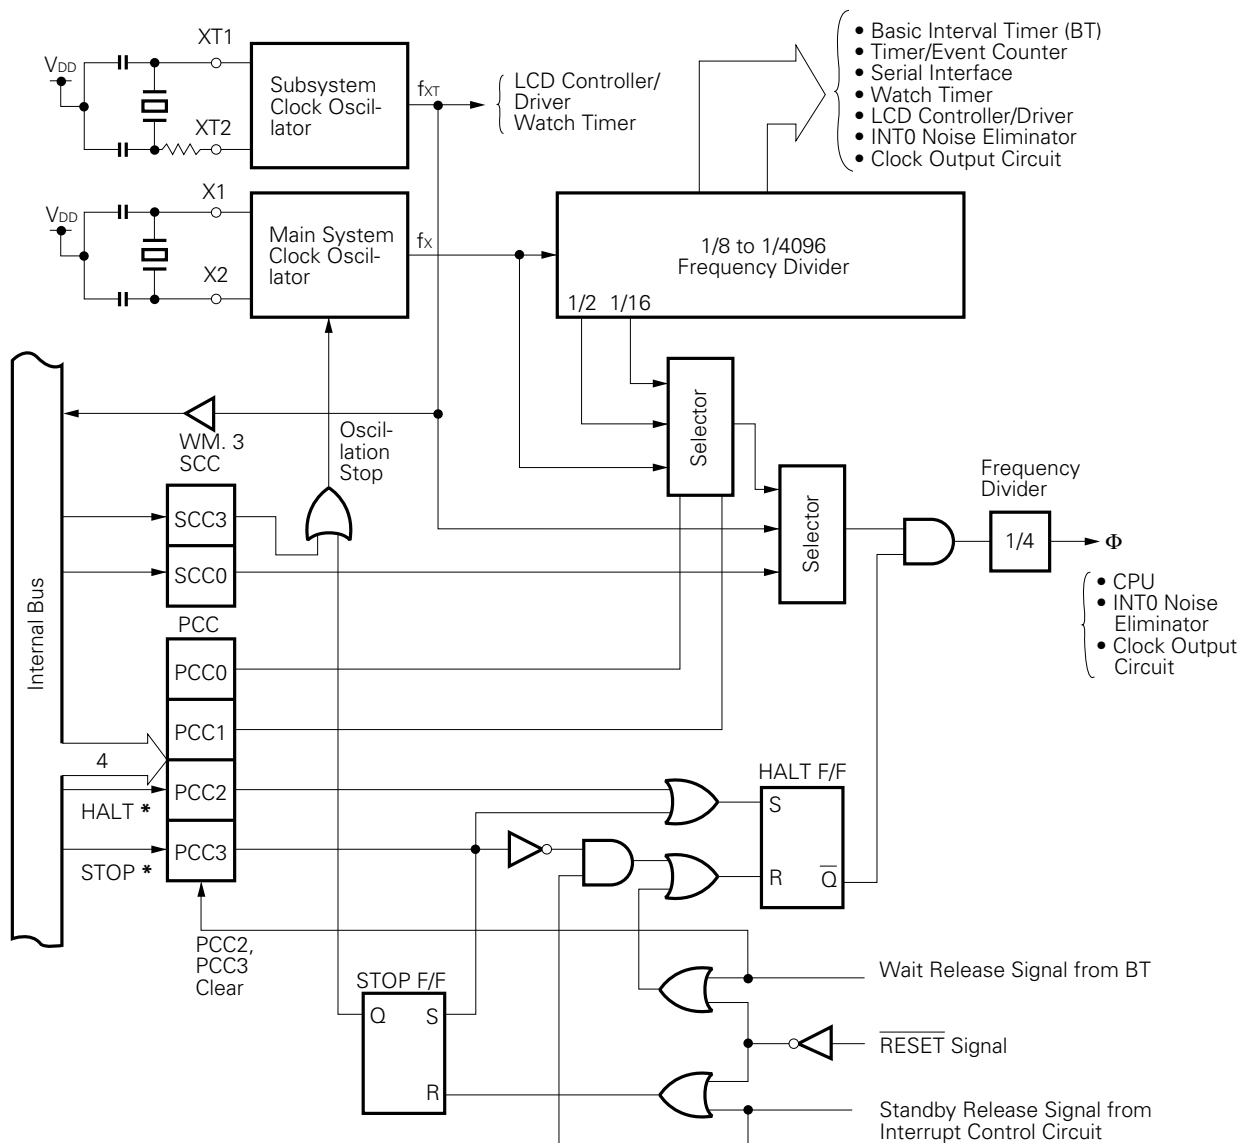 XT1
VDD
XT2
Subsystem
Clock Oscil-
lator
fXT
LCD Controller/
Driver
Watch Timer
• Basic Interval Timer (BT)
• Timer/Event Counter
• Serial Interface
• Watch Timer
• LCD Controller/Driver
• INT0 Noise Eliminator
• Clock Output Circuit
X1
VDD
X2
Main System
Clock Oscil-
lator
fX
1/8 to 1/4096
Frequency Divider
1/2 1/16
Oscil-
lation
Stop
Selector
Selector
Internal Bus
WM. 3
SCC
SCC3
SCC0
PCC
PCC0
PCC1
PCC2
PCC3
4
HALT *
STOP *
PCC2,
PCC3
Clear
Frequency
Divider
1/4
Φ
• CPU
• INT0 Noise
Eliminator
• Clock Output
Circuit
HALT F/F
S
R
Q̅
STOP F/F
Q
S
R
Wait Release Signal from BT
R̅E̅S̅E̅T̅ Signal
Standby Release Signal from
Interrupt Control Circuit